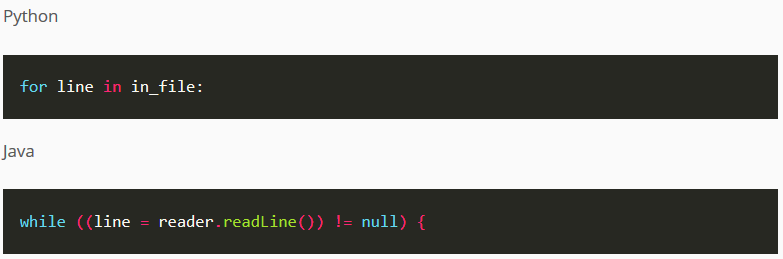 Python
for line in in_file:
Java
while ((line = reader.readLine()) != null) {